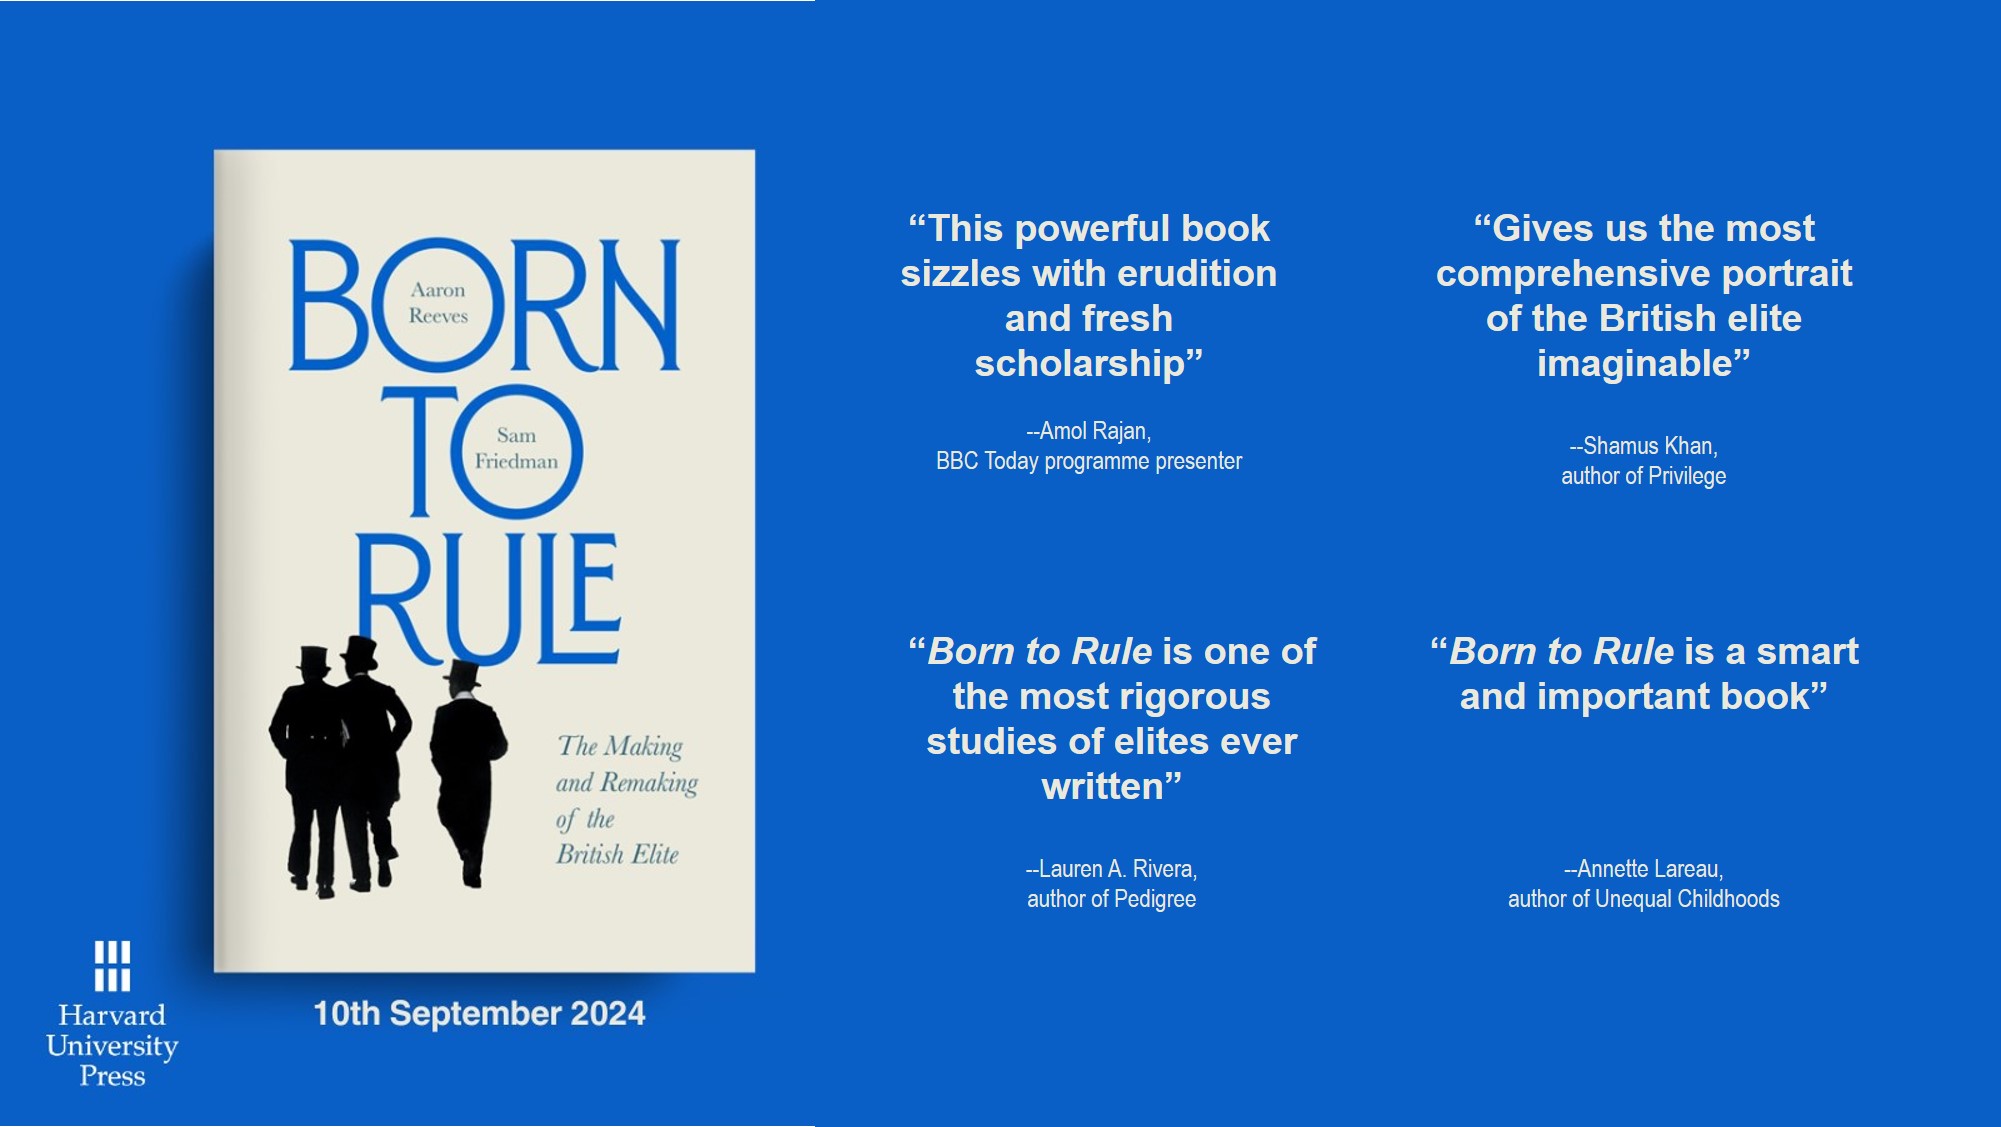 BORN
Aaron
Reeves
TO
Sam
Friedman
RULE
The Making
and Remaking
of the
British Elite
10th September 2024
Harvard
University
Press
“This powerful book
sizzles with erudition
and fresh
scholarship”
--Amol Rajan,
BBC Today programme presenter
“Gives us the most
comprehensive portrait
of the British elite
imaginable”
--Shamus Khan,
author of Privilege
“Born to Rule is one of
the most rigorous
studies of elites ever
written”
--Lauren A. Rivera,
author of Pedigree
“Born to Rule is a smart
and important book”
--Annette Lareau,
author of Unequal Childhoods